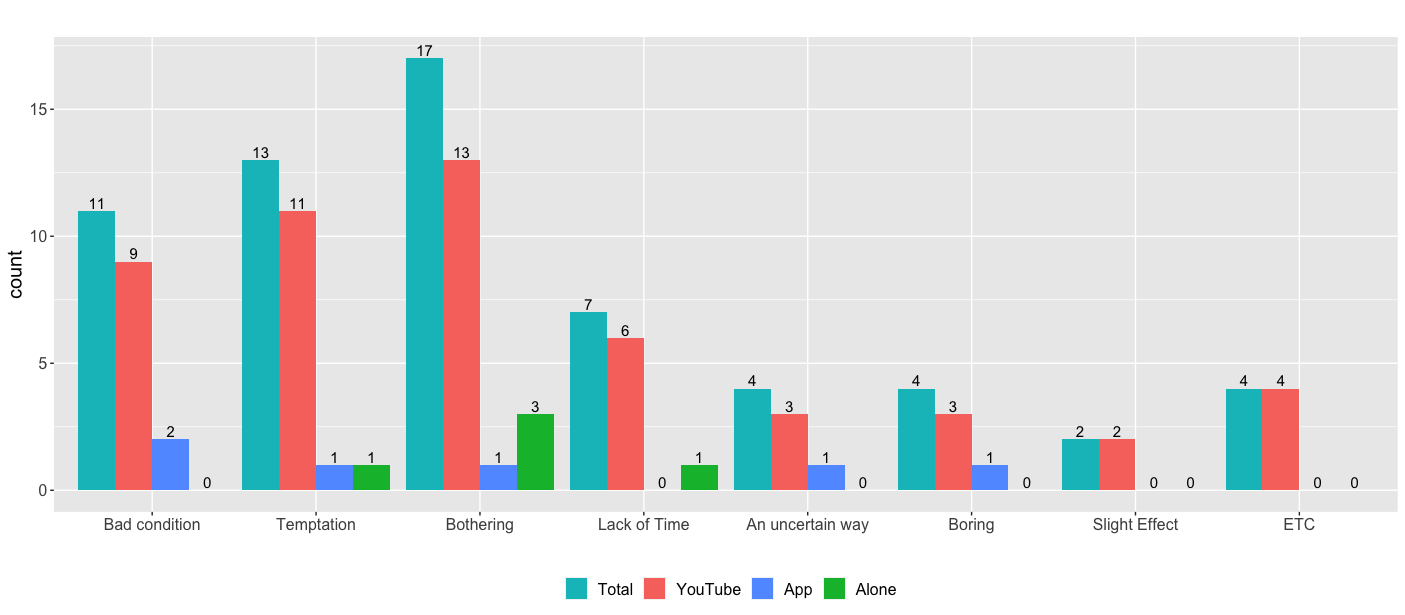 17
13 13
11 11 11
9
7 6
4 3 4 3 4 4
2 1 1 1 3 1 1 1 2 2
0 0 0 0 0 0 0 0
15
10
5
0
count
Bad condition Temptation Bothering Lack of Time An uncertain way Boring Slight Effect ETC
Total YouTube App Alone